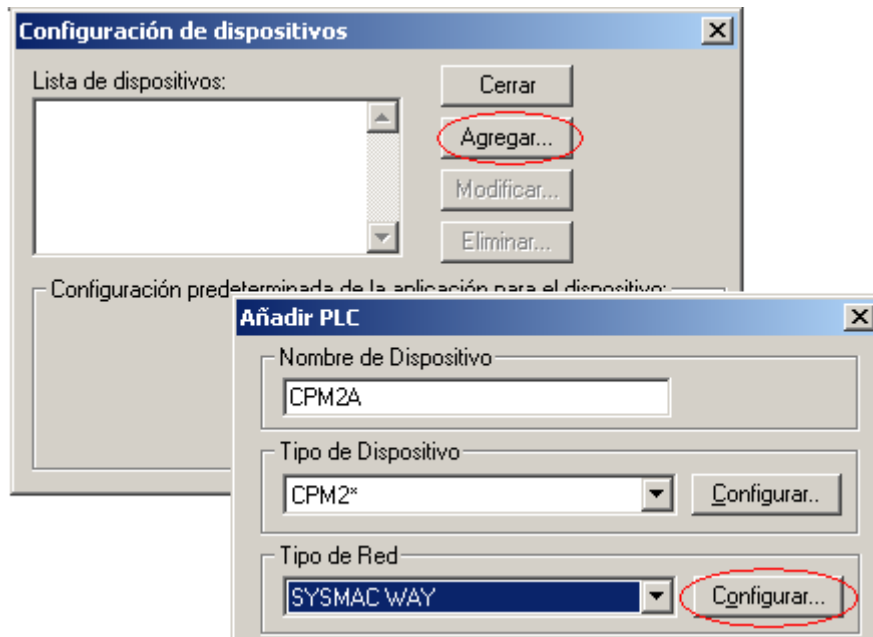 Configuración de dispositivos
Lista de dispositivos:
Cerrar
Agregar...
Modificar...
Eliminar...
Configuración predeterminada de la aplicación para el dispositivo:
Añadir PLC
Nombre de Dispositivo
CPM2A
Tipo de Dispositivo
CPM2*
Configurar..
Tipo de Red
SYSMAC WAY
Configurar...